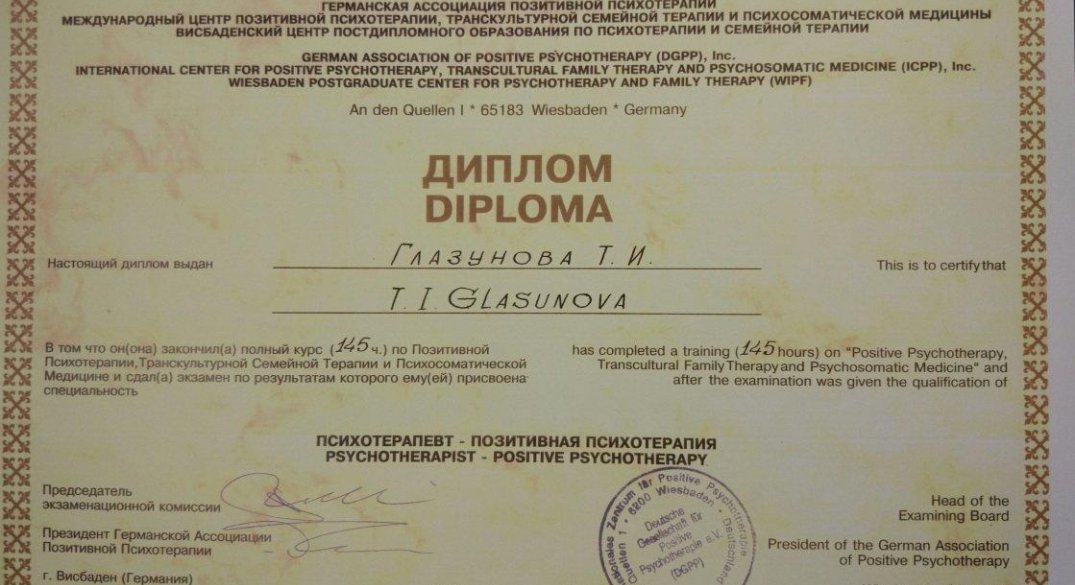 ГЕРМАНСКАЯ АССОЦИАЦИЯ ПОЗИТИВНОЙ ПСИХОТЕРАПИИ
МЕЖДУНАРОДНЫЙ ЦЕНТР ПОЗИТИВНОЙ ПСИХОТЕРАПИИ, ТРАНСКУЛЬТУРНОЙ СЕМЕЙНОЙ ТЕРАПИИ И ПСИХОСОМАТИЧЕСКОЙ МЕДИЦИНЫ
ВИСБАДЕНСКИЙ ЦЕНТР ПОСТДИПЛОМНОГО ОБРАЗОВАНИЯ ПО ПСИХОТЕРАПИИ И СЕМЕЙНОЙ ТЕРАПИИ
GERMAN ASSOCIATION OF POSITIVE PSYCHOTHERAPY (DGPP), Inc.
INTERNATIONAL CENTER FOR POSITIVE PSYCHOTHERAPY, TRANSCULTURAL FAMILY THERAPY AND PSYCHOSOMATIC MEDICINE (ICPP), Inc.
WIESBADEN POSTGRADUATE CENTER FOR PSYCHOTHERAPY AND FAMILY THERAPY (WIPF)
An den Quellen I * 65183 Wiesbaden * Germany
ДИПЛОМ
DIPLOMA
Настоящий диплом выдан Глазунова Т. И. This is to certify that
T. I. GLASUNOVA
В том что он(она) закончил(а) полный курс (145 ч.) по Позитивной
Психотерапии, Транскультурной Семейной Терапии и Психосоматической
Медицине и сдал(а) экзамен по результатам которого ему(ей) присвоена
специальность
has completed a training (145 hours) on "Positive Psychotherapy,
Transcultural Family Therapy and Psychosomatic Medicine" and
after the examination was given the qualification of
ПСИХОТЕРАПЕВТ - ПОЗИТИВНАЯ ПСИХОТЕРАПИЯ
PSYCHOTHERAPIST - POSITIVE PSYCHOTHERAPY
Председатель
экзаменационной комиссии
Президент Германской Ассоциации
Позитивной Психотерапии
г. Висбаден (Германия)
Zentrum für Positive Psychotherapie
Quellen 1 · 6200 Wiesbaden · Deutschland
Deutsche
Gesellschaft für
Positive
Psychotherapie e.V.
(DGPP)
Head of the
Examining Board
President of the German Association
of Positive Psychotherapy